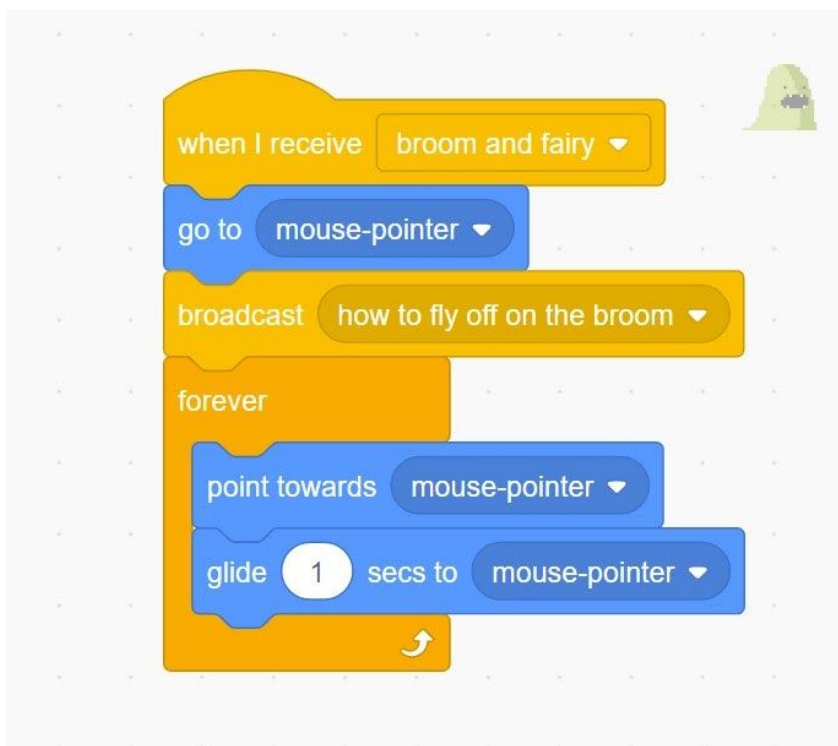 when I receive broom and fairy
go to mouse-pointer
broadcast how to fly off on the broom
forever
point towards mouse-pointer
glide 1 secs to mouse-pointer